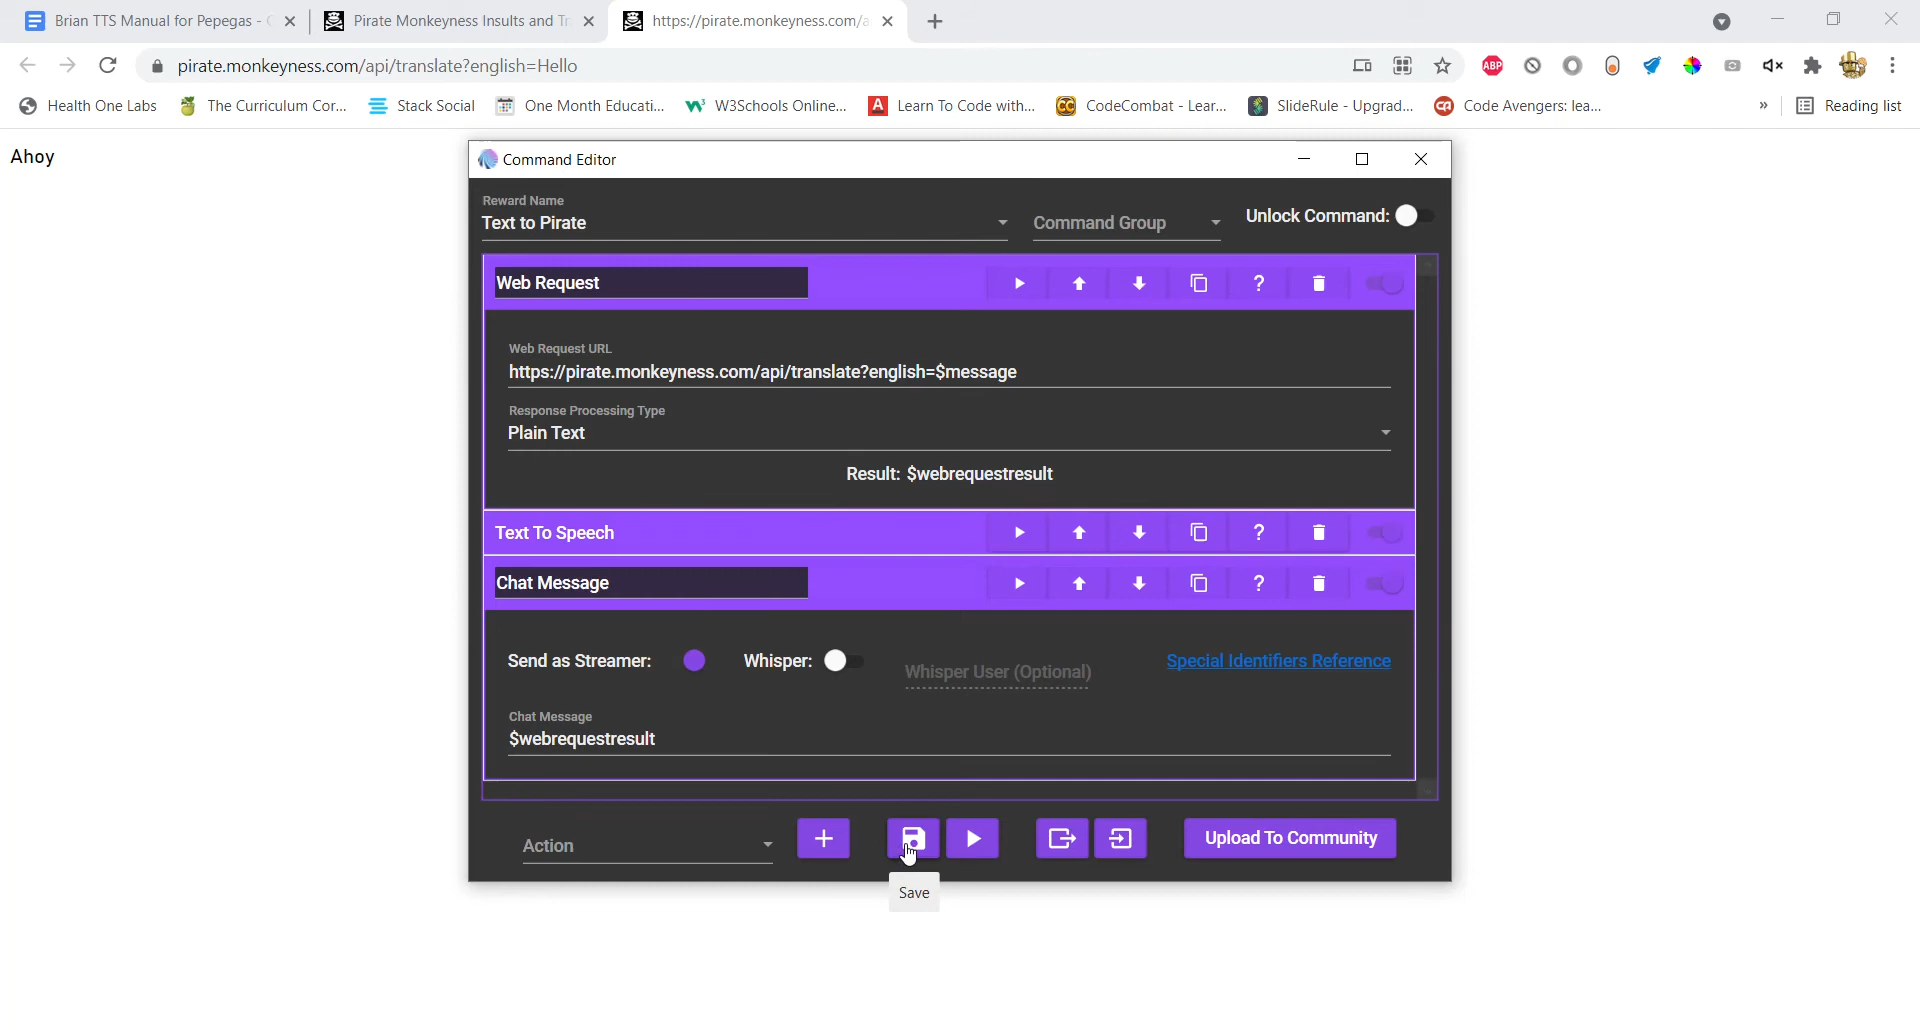 Brian TTS Manual for Pepegas -
Pirate Monkeyness Insults and Tr
https://pirate.monkeyness.com/a
pirate.monkeyness.com/api/translate?english=Hello
ABP
Health One Labs
The Curriculum Cor...
Stack Social
One Month Educati...
W3Schools Online...
Learn To Code with...
CodeCombat - Lear...
SlideRule - Upgrad...
Code Avengers: lea...
»
Reading list
Ahoy
Command Editor
Reward Name
Text to Pirate
Command Group
Unlock Command:
Web Request
?
Web Request URL
https://pirate.monkeyness.com/api/translate?english=$message
Response Processing Type
Plain Text
Result: $webrequestresult
Text To Speech
?
Chat Message
?
Send as Streamer:
Whisper:
Whisper User (Optional)
Special Identifiers Reference
Chat Message
$webrequestresult
Action
Upload To Community
Save